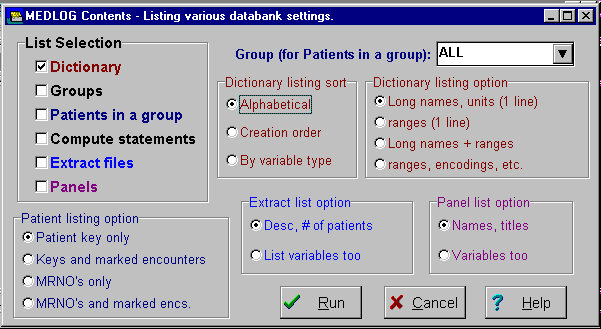 MEDLOG Contents - Listing various databank settings.
List Selection
Dictionary
Groups
Patients in a group
Compute statements
Extract files
Panels
Group (for Patients in a group): ALL
Dictionary listing sort
Alphabetical
Creation order
By variable type
Dictionary listing option
Long names, units (1 line)
ranges (1 line)
Long names + ranges
ranges, encodings, etc.
Patient listing option
Patient key only
Keys and marked encounters
MRNO's only
MRNO's and marked encs.
Extract list option
Desc, # of patients
List variables too
Panel list option
Names, titles
Variables too
Run
Cancel
? Help